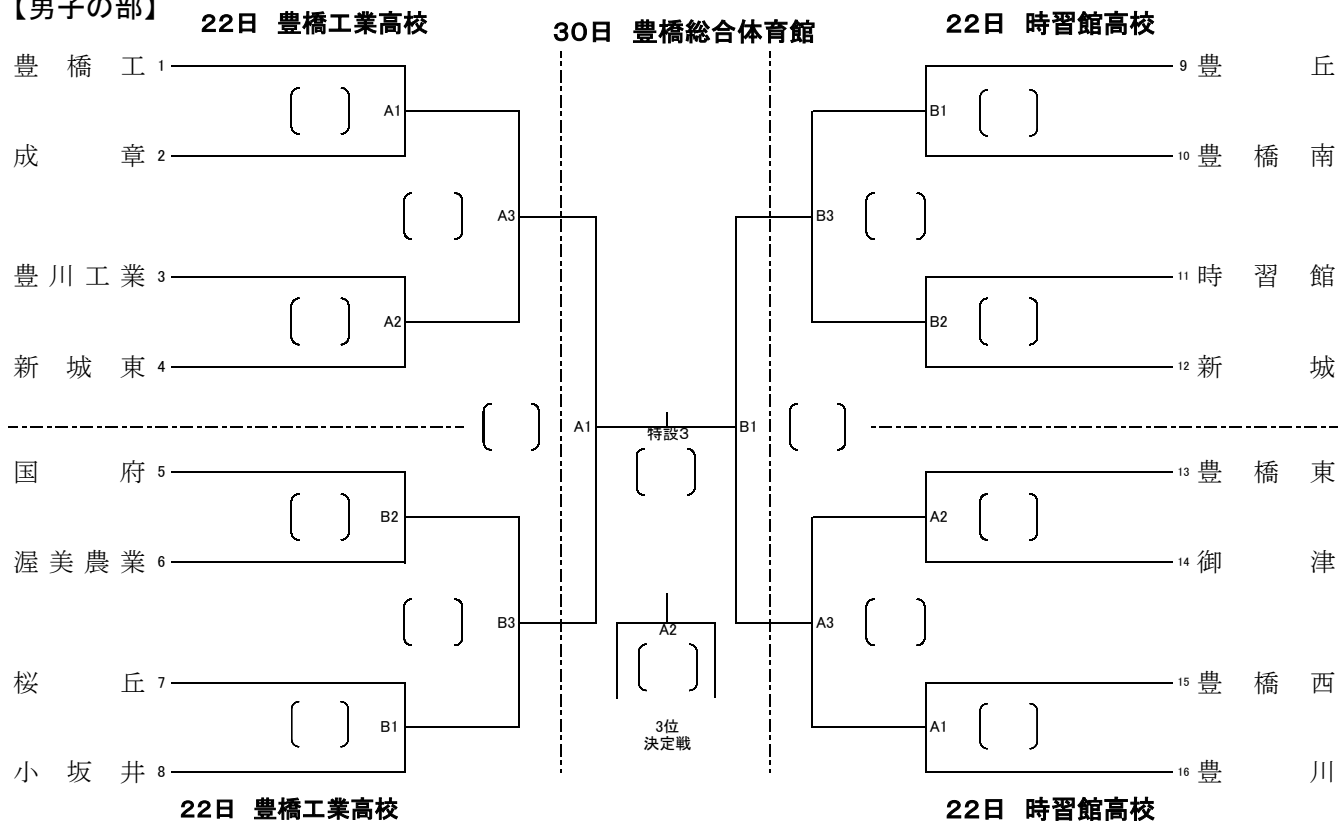 【男子の部】
22日 豊橋工業高校
30日 豊橋総合体育館
22日 時習館高校
豊橋工 1
A1
成章 2
A3
豊川工業 3
A2
新城東 4
A1
国府 5
B2
渥美農業 6
B3
桜丘 7
B1
小坂井 8
22日 豊橋工業高校
特設3
A2
3位
決定戦
9 豊丘
B1
10 豊橋南
B3
11 時習館
B2
12 新城
B1
13 豊橋東
A2
14 御津
A3
15 豊橋西
A1
16 豊川
22日 時習館高校